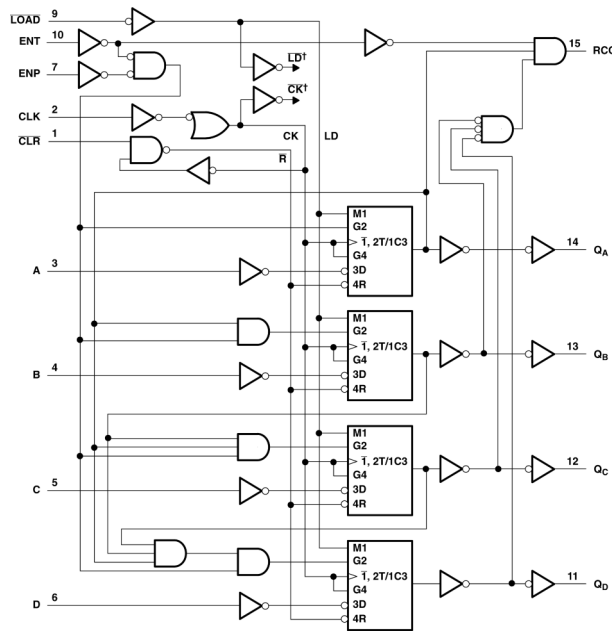 LOAD 9
ENT 10
15 RCO
ENP 7
LD†
CK†
CLK 2
CLR 1
CK LD
R
M1
G2
1, 2T/1C3
G4
3D
4R
A 3
14 QA
M1
G2
1, 2T/1C3
G4
3D
4R
B 4
13 QB
M1
G2
1, 2T/1C3
G4
3D
4R
C 5
12 QC
M1
G2
1, 2T/1C3
G4
3D
4R
D 6
11 QD